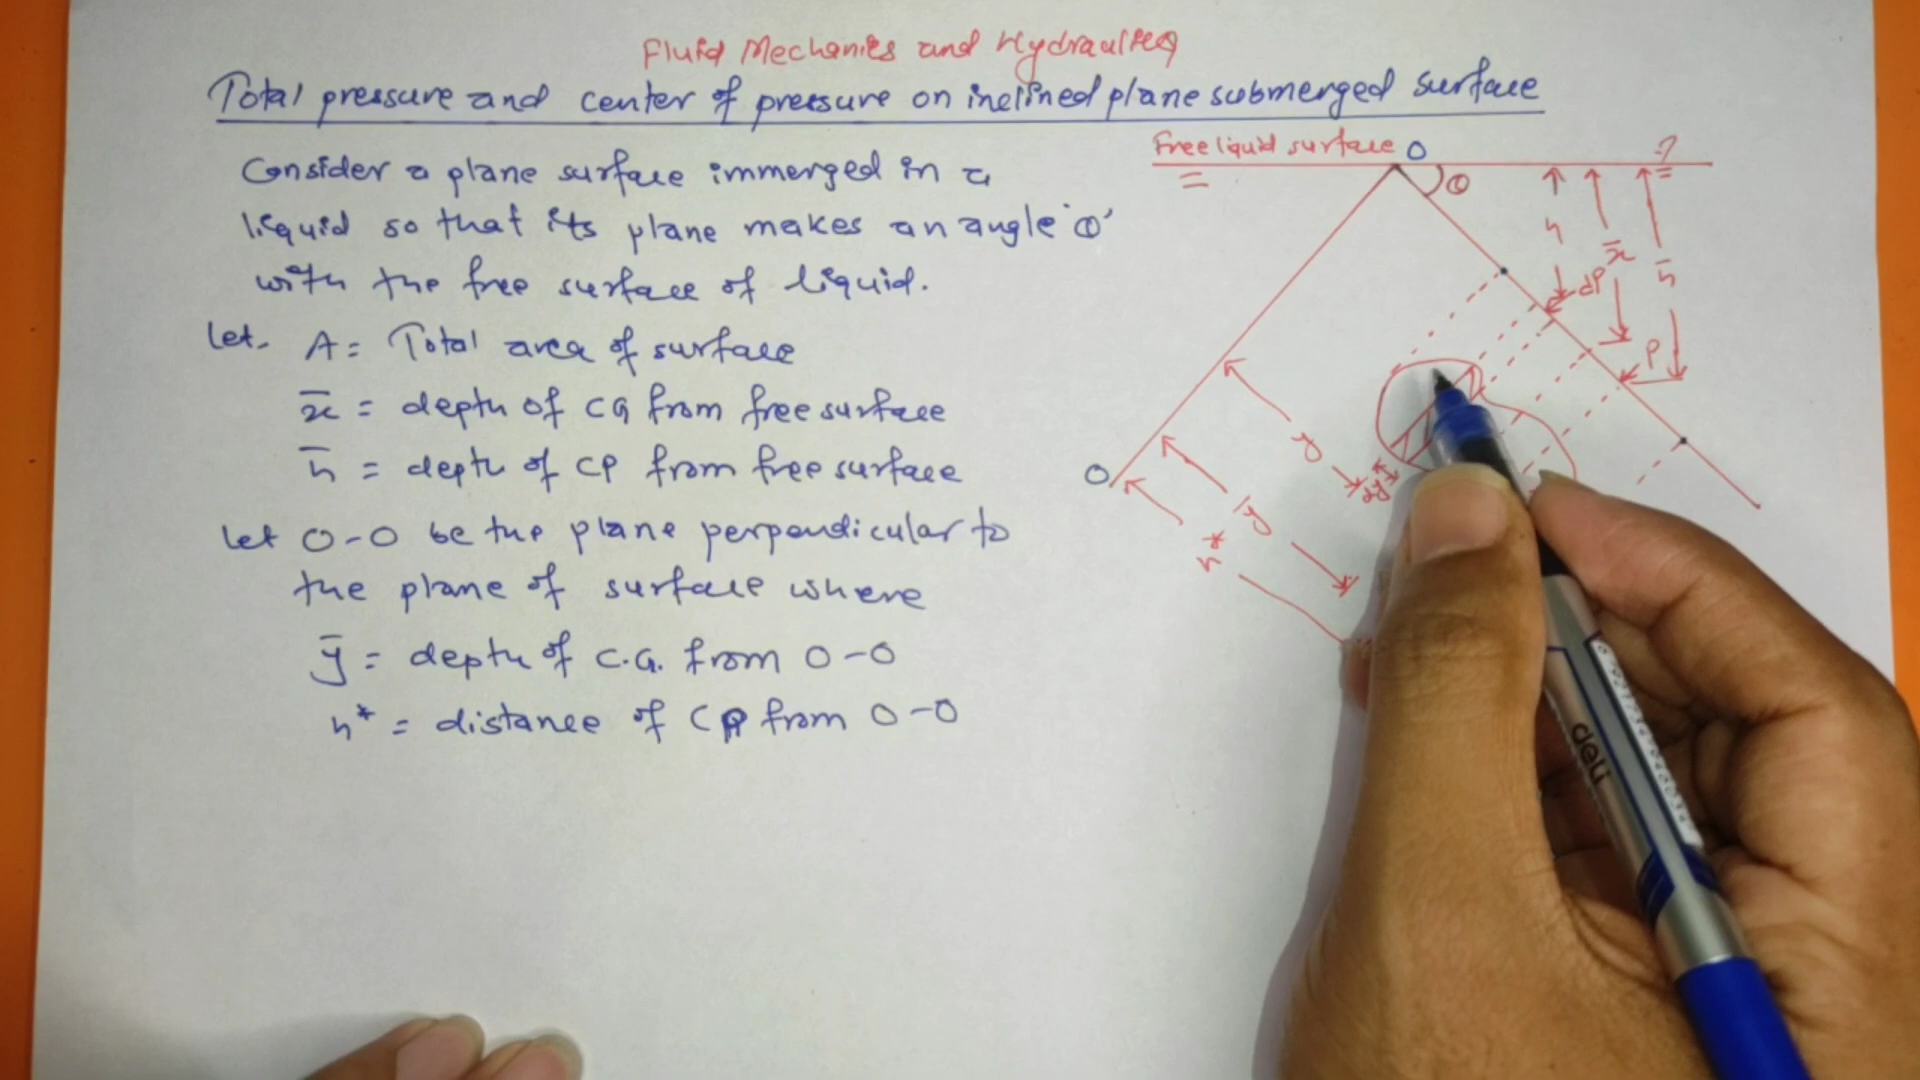 Fluid Mechanics and Hydraulics
Total pressure and center of pressure on inclined plane submerged surface
Consider a plane surface immerged in a
liquid so that its plane makes an angle 'θ'
with the free surface of liquid.
Let- A = Total area of surface
x̄ = depth of CG from free surface
h̄ = depth of CP from free surface
Let O-O be the plane perpendicular to
the plane of surface where
ȳ = depth of C.G. from O-O
h* = distance of CP from O-O
Free liquid surface O
θ
h
x̄
h̄
dP
P
O
y
dy
ȳ
h*
deli